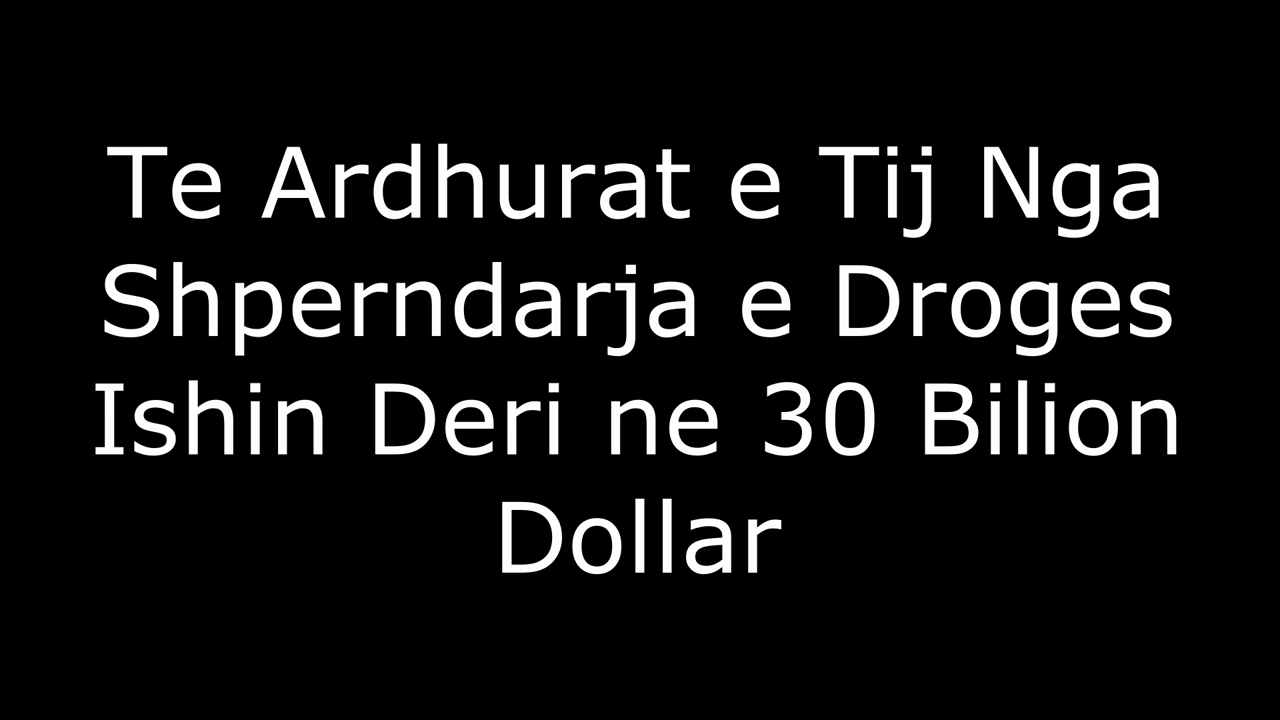 Te Ardhurat e Tij Nga
Shperndarja e Droges
Ishin Deri ne 30 Bilion
Dollar